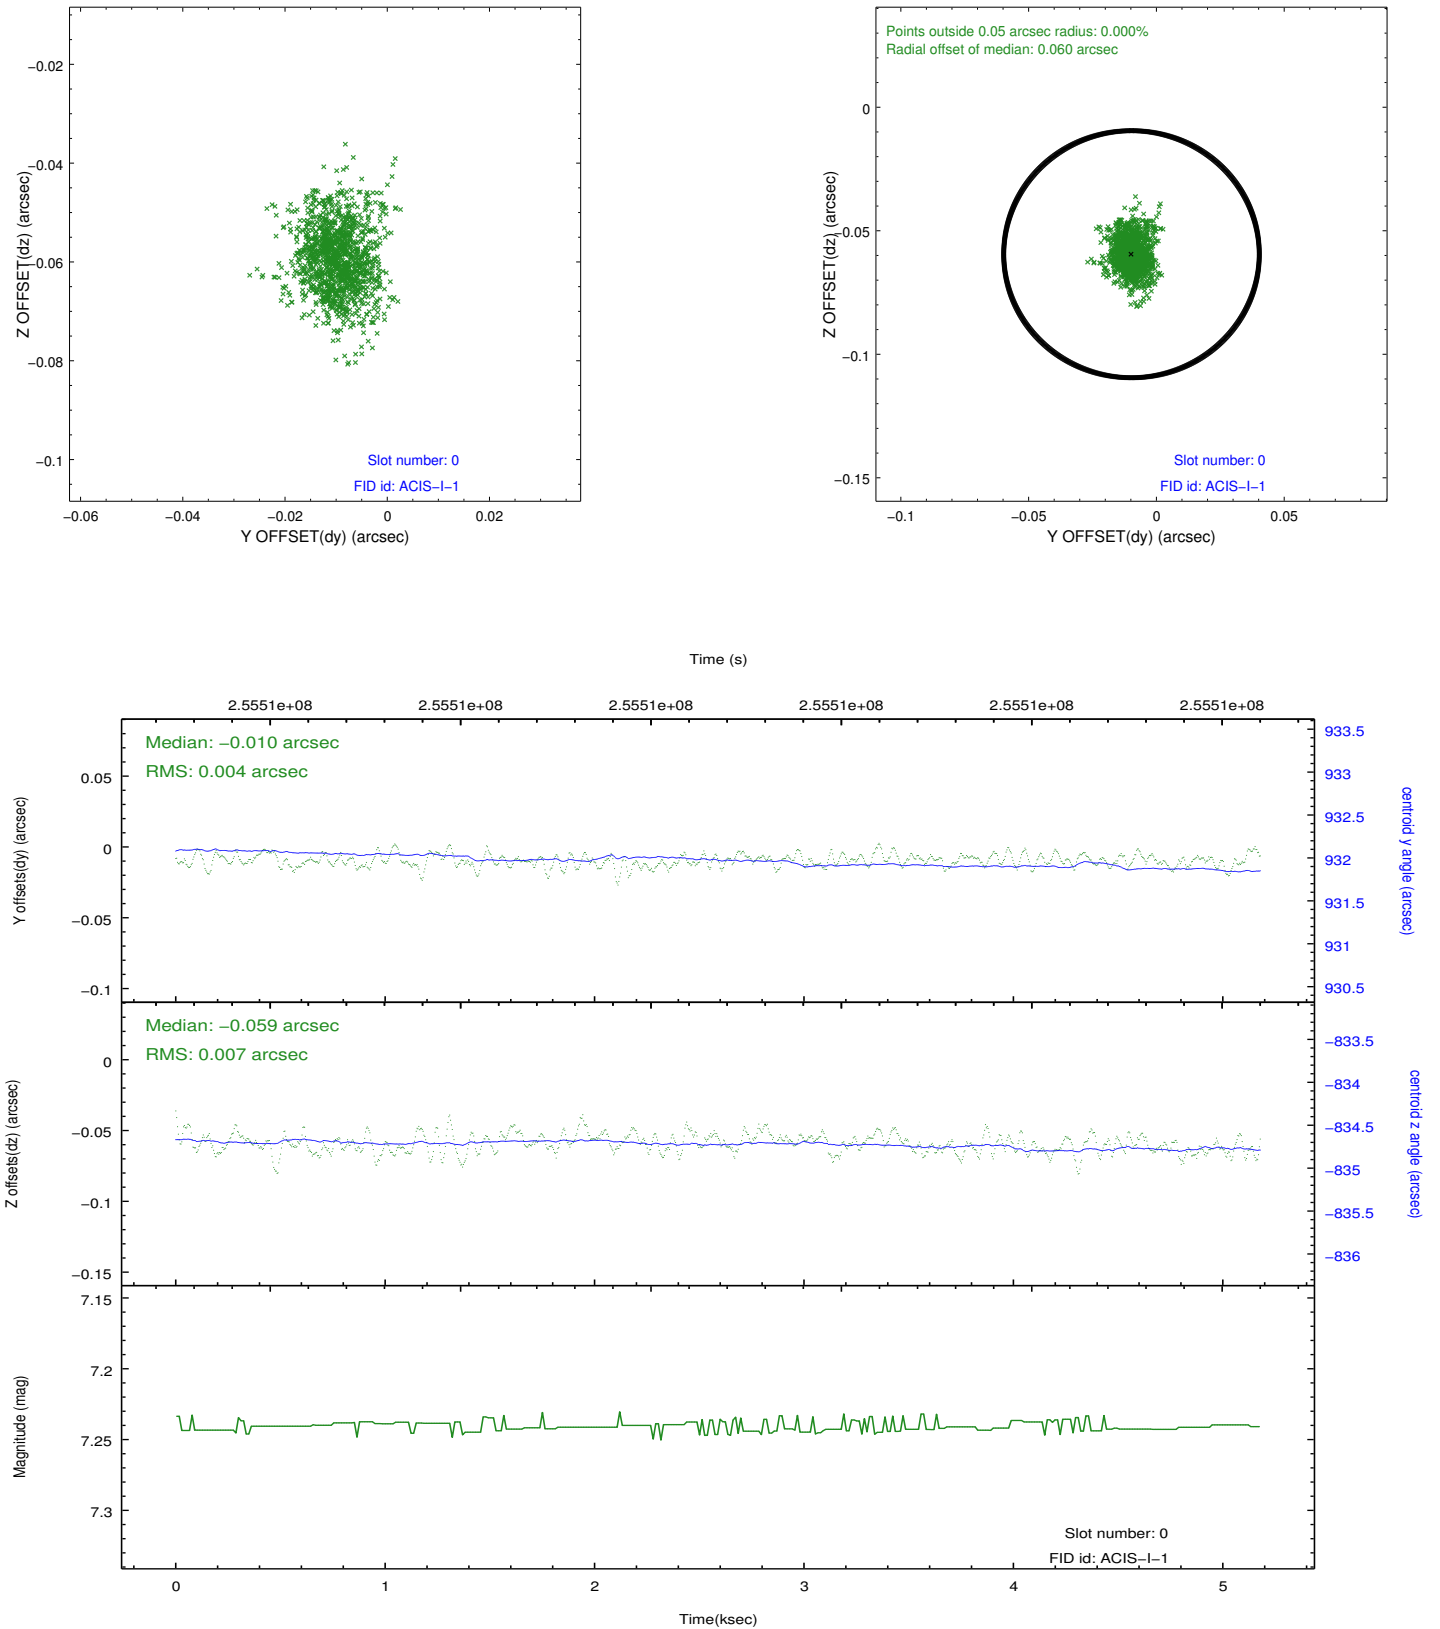 −0.02
−0.04
−0.06
−0.08
−0.1
Z OFFSET(dz) (arcsec)
Slot number: 0
FID id: ACIS−I−1
−0.06
−0.04
−0.02
0
0.02
Y OFFSET(dy) (arcsec)
Points outside 0.05 arcsec radius: 0.000%
Radial offset of median: 0.060 arcsec
0
−0.05
−0.1
−0.15
Z OFFSET(dz) (arcsec)
Slot number: 0
FID id: ACIS−I−1
−0.1
−0.05
0
0.05
Y OFFSET(dy) (arcsec)
Time (s)
2.5551e+08
2.5551e+08
2.5551e+08
2.5551e+08
2.5551e+08
2.5551e+08
Median: −0.010 arcsec
RMS: 0.004 arcsec
0.05
0
−0.05
−0.1
Y offsets(dy) (arcsec)
933.5
933
932.5
932
931.5
931
930.5
centroid y angle (arcsec)
Median: −0.059 arcsec
RMS: 0.007 arcsec
0
−0.05
−0.1
−0.15
Z offsets(dz) (arcsec)
−833.5
−834
−834.5
−835
−835.5
−836
centroid z angle (arcsec)
7.15
7.2
7.25
7.3
Magnitude (mag)
Slot number: 0
FID id: ACIS−I−1
0
1
2
3
4
5
Time(ksec)